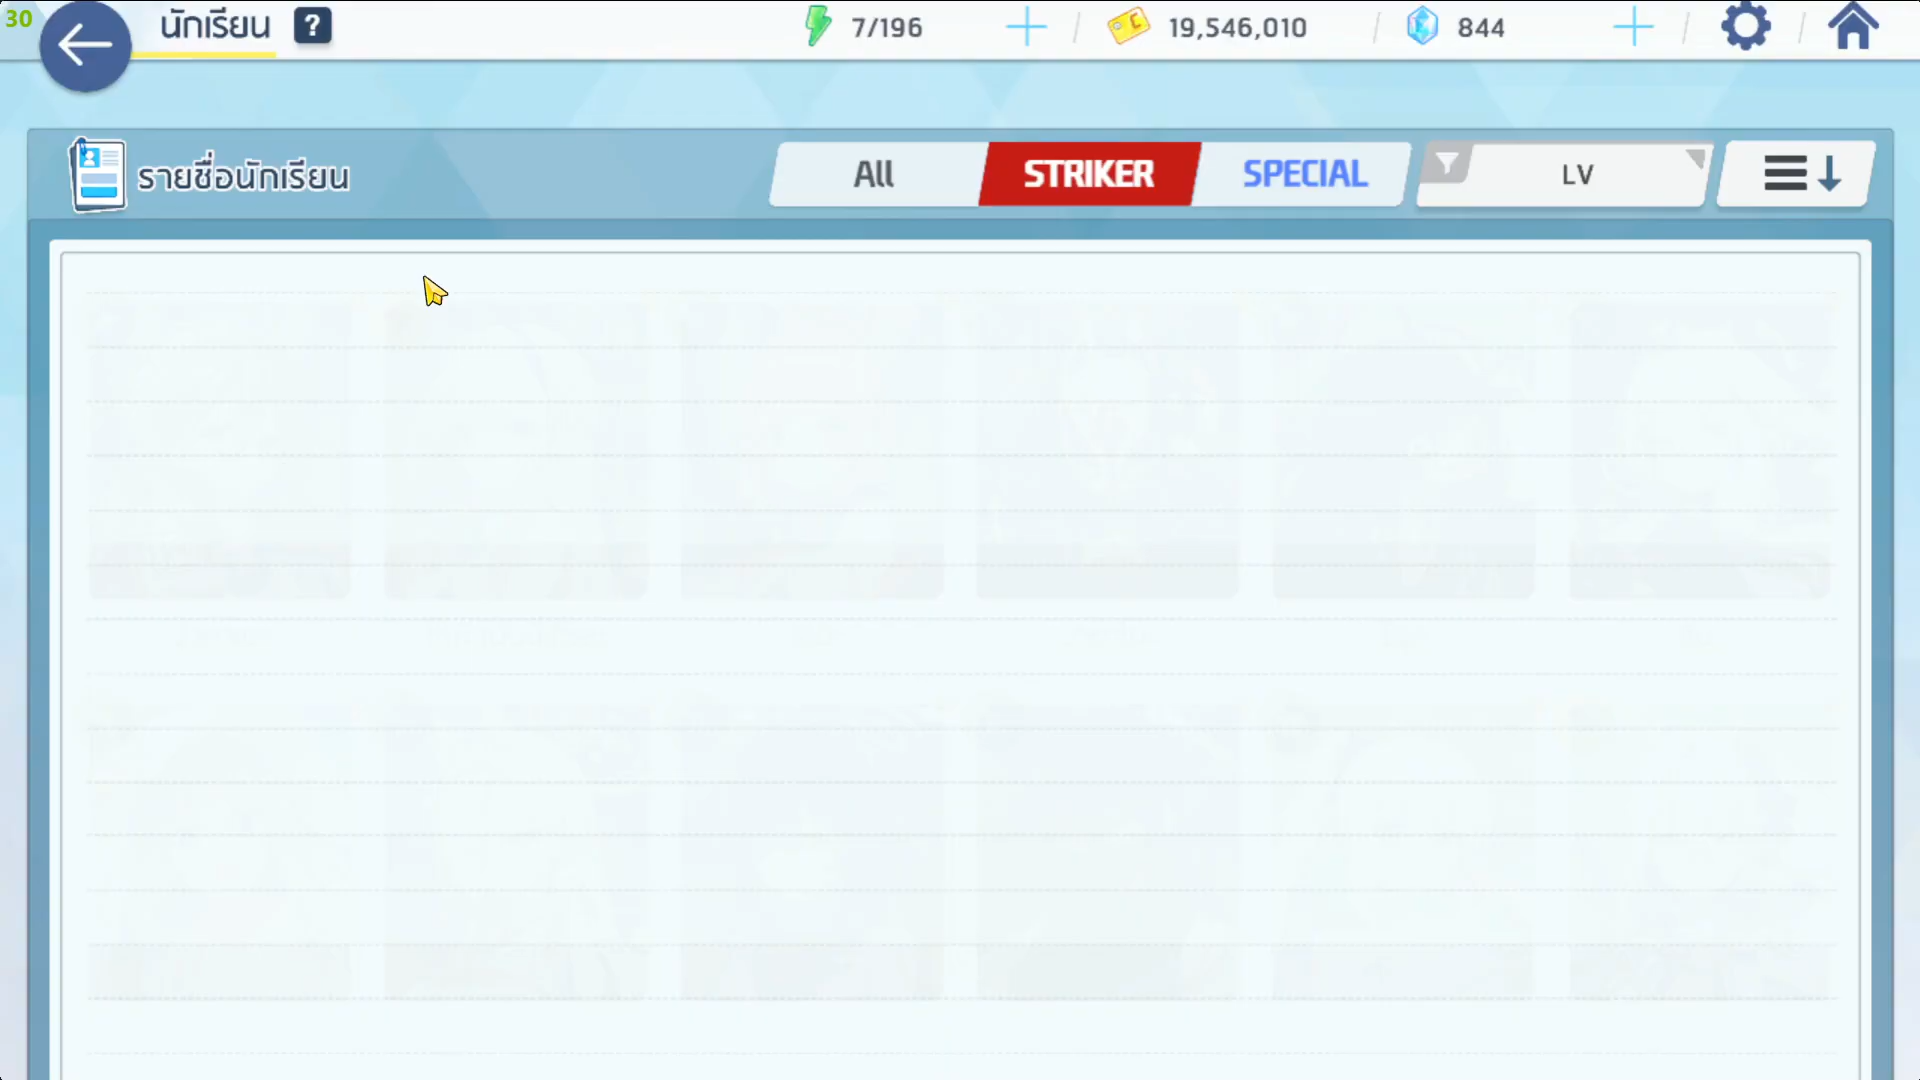 30
นักเรียน
?
7/196
19,546,010
844
รายชื่อนักเรียน
All
STRIKER
SPECIAL
LV